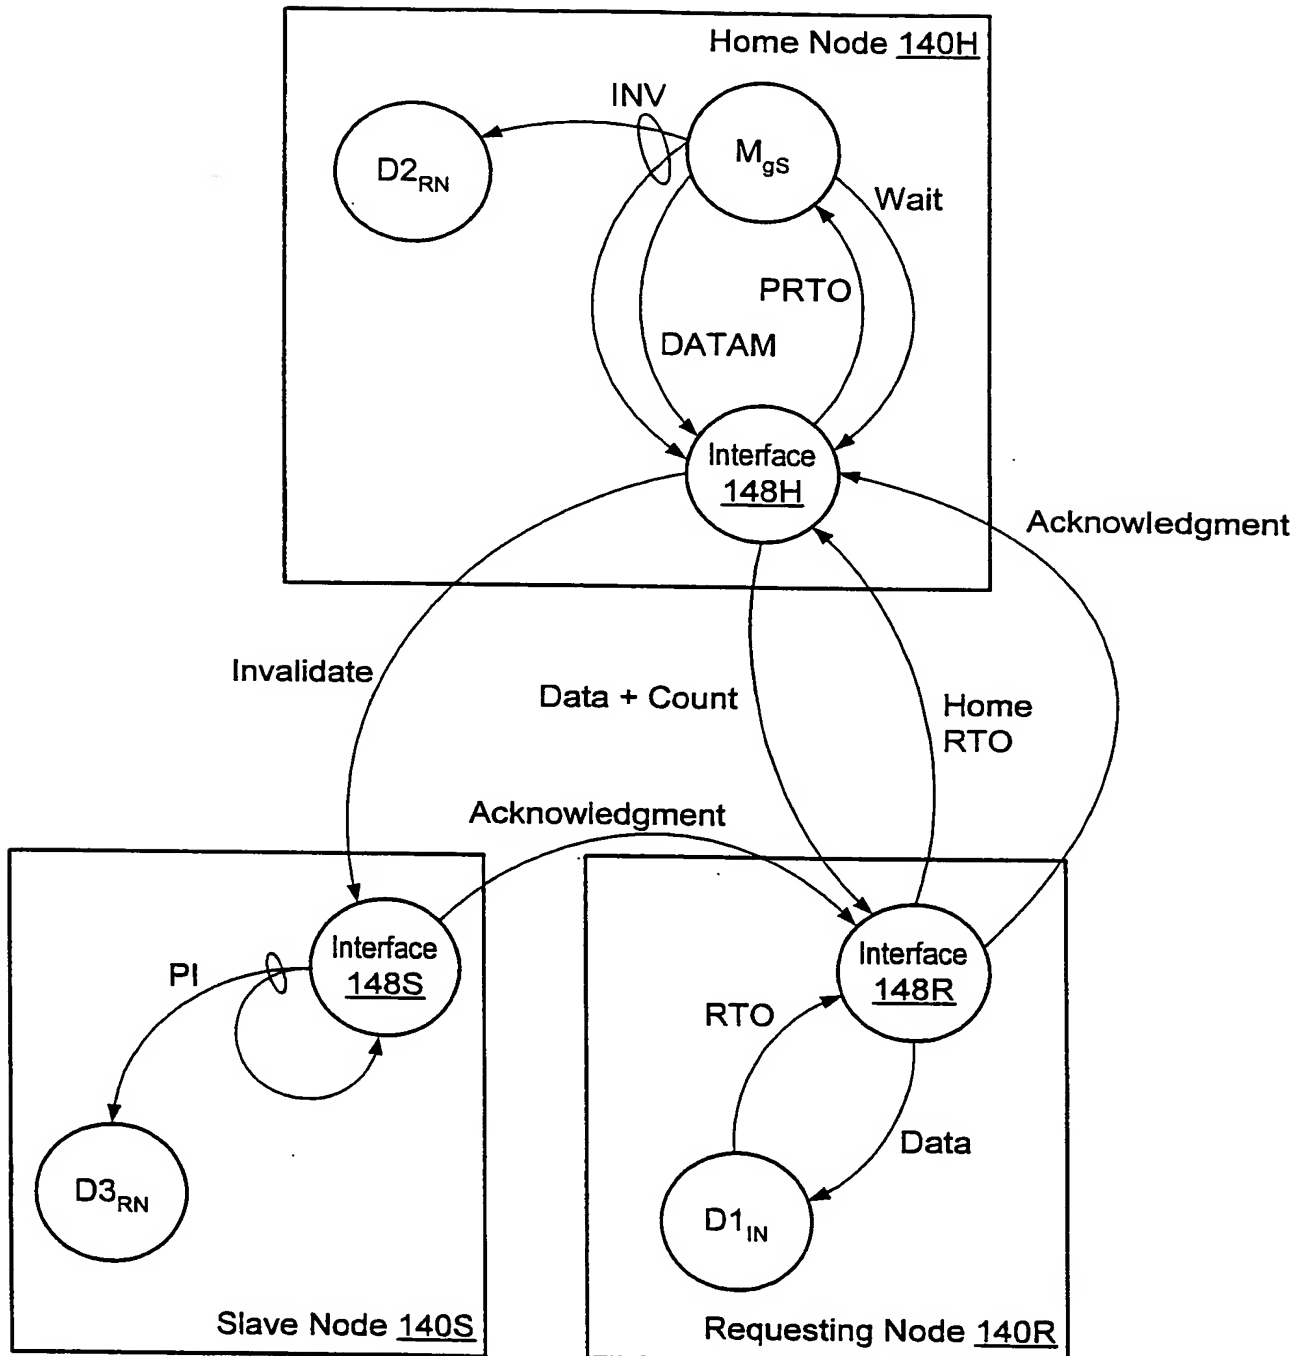 Home Node 140H
INV
D2RN
MgS
Wait
PRTO
DATAM
Interface
148H
Acknowledgment
Invalidate
Data + Count
Home
RTO
Acknowledgment
Interface
148S
PI
D3RN
Slave Node 140S
Interface
148R
RTO
Data
D1IN
Requesting Node 140R